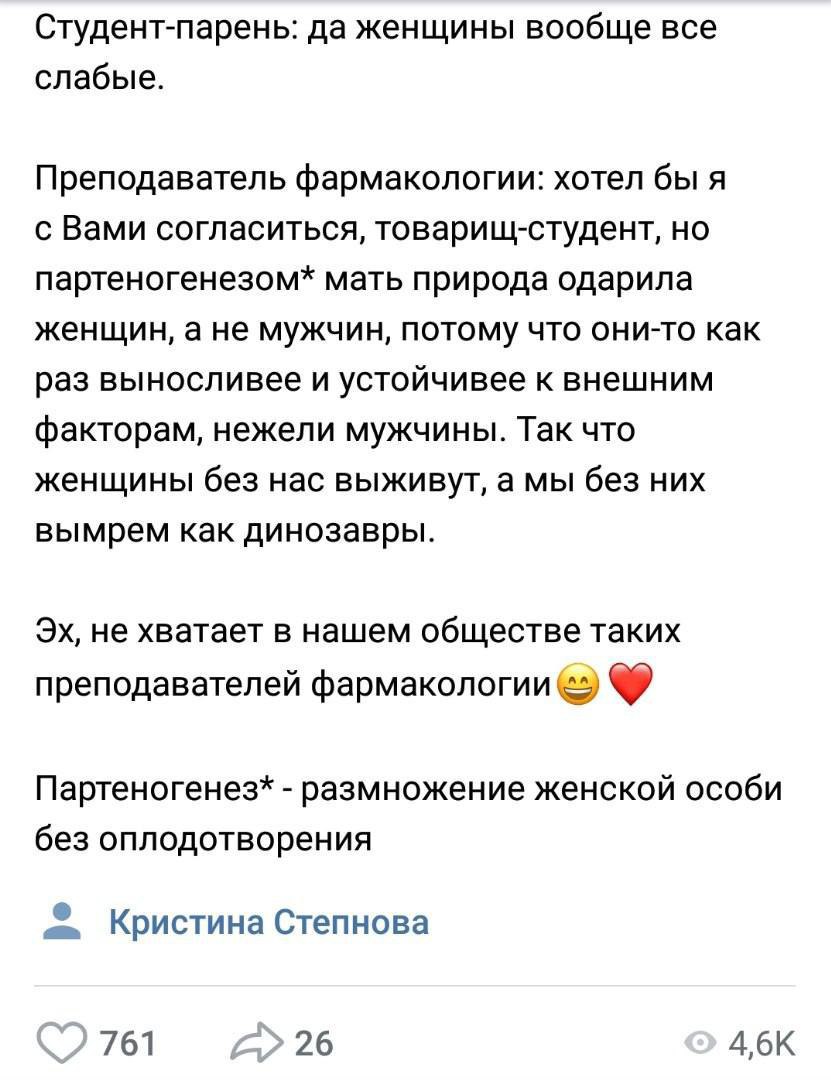 Студент-парень: да женщины вообще все
слабые.
Преподаватель фармакологии: хотел бы я
с Вами согласиться, товарищ-студент, но
партеногенезом* мать природа одарила
женщин, а не мужчин, потому что они-то как
раз выносливее и устойчивее к внешним
факторам, нежели мужчины. Так что
женщины без нас выживут, а мы без них
вымрем как динозавры.
Эх, не хватает в нашем обществе таких
преподавателей фармакологии😄❤️
Партеногенез* - размножение женской особи
без оплодотворения
Кристина Степнова
761 26 4,6K